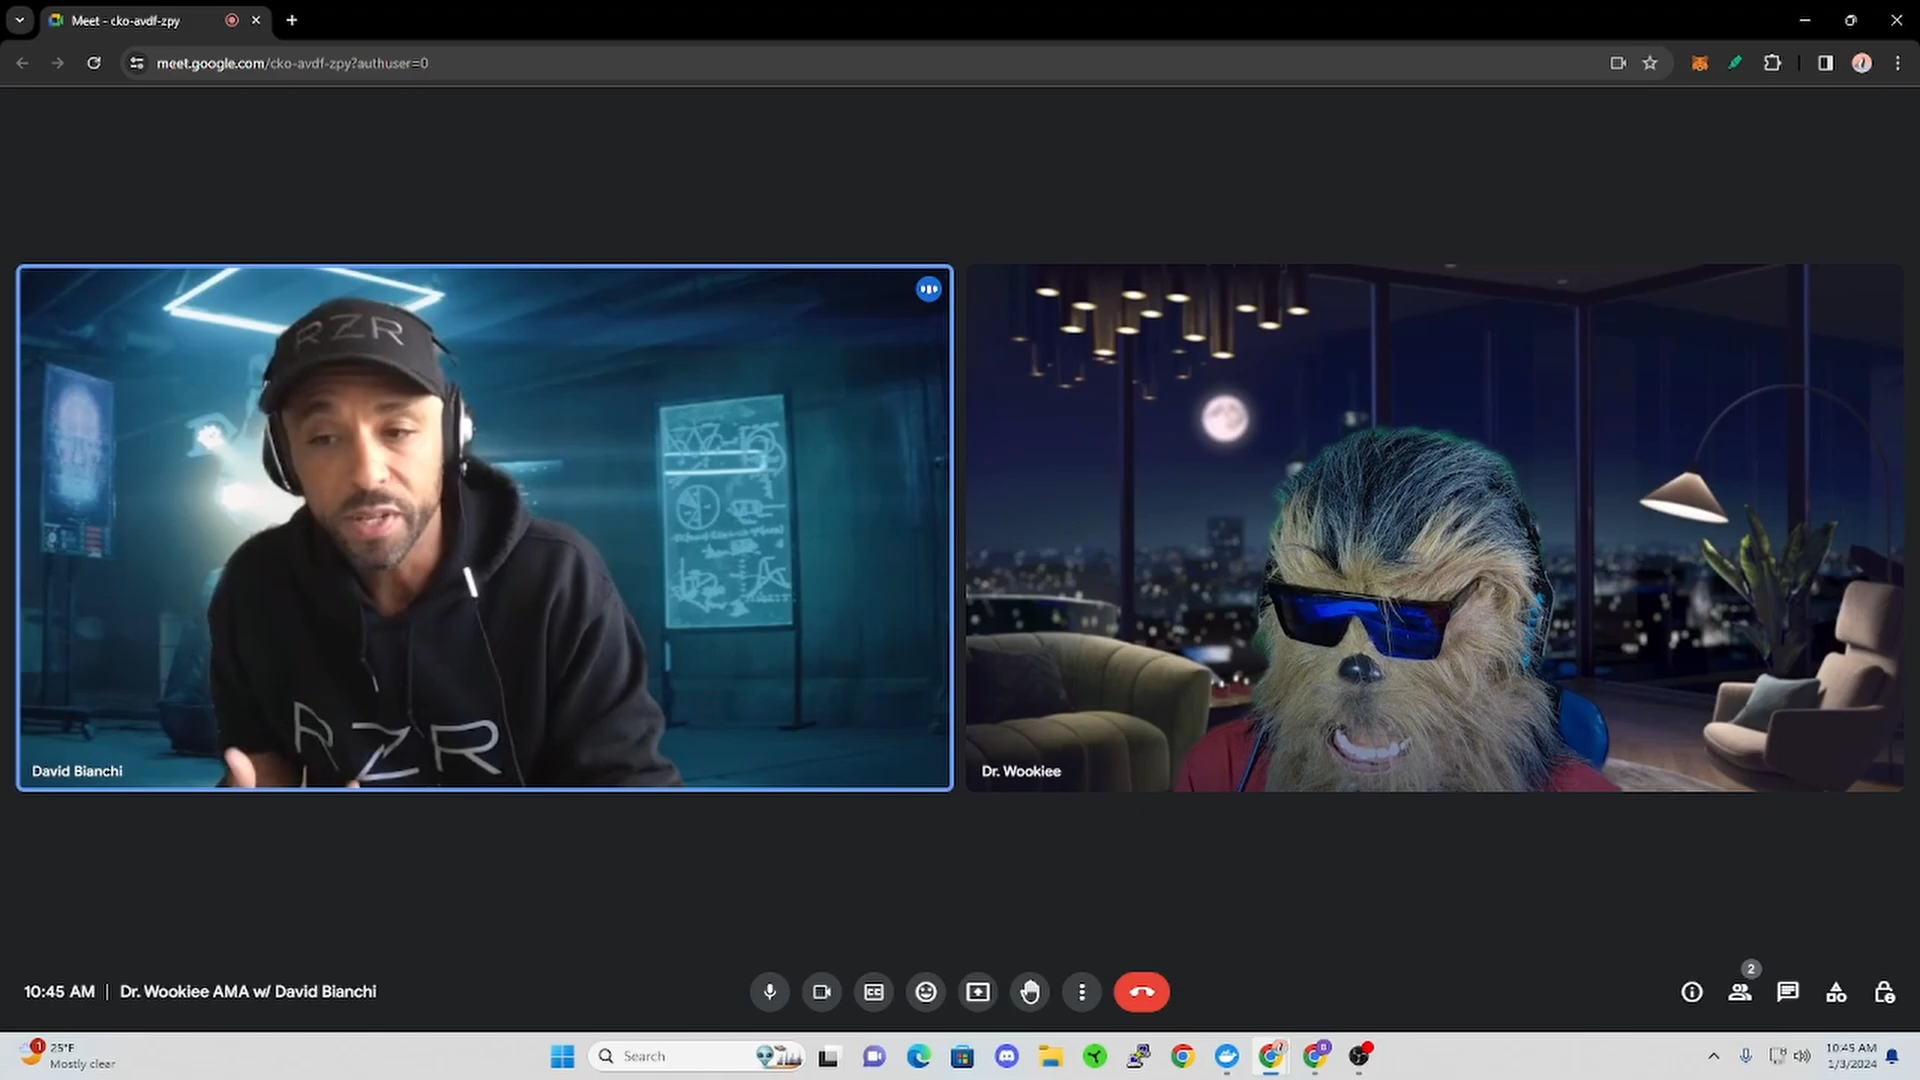 Meet - cko-avdf-zpy
meet.google.com/cko-avdf-zpy?authuser=0
RZR
RZR
David Bianchi
Dr. Wookiee
10:45 AM | Dr. Wookiee AMA w/ David Bianchi
2
1
25°F
Mostly clear
Search
10:45 AM
1/3/2024